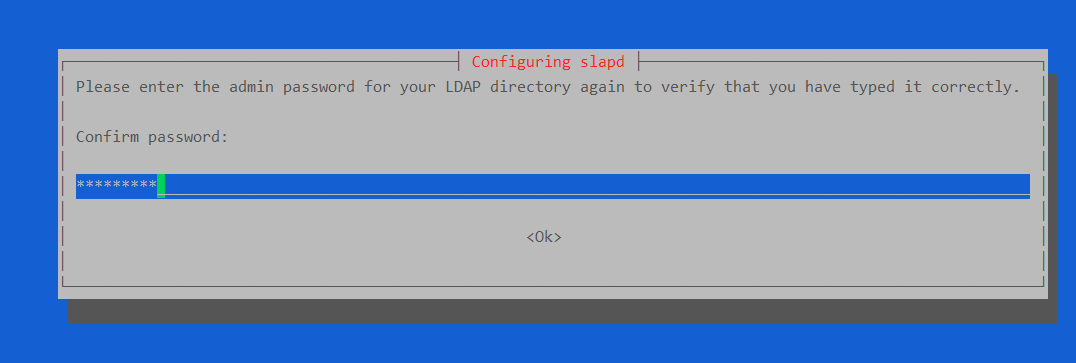 Configuring slapd
Please enter the admin password for your LDAP directory again to verify that you have typed it correctly.
Confirm password:
*********
<Ok>